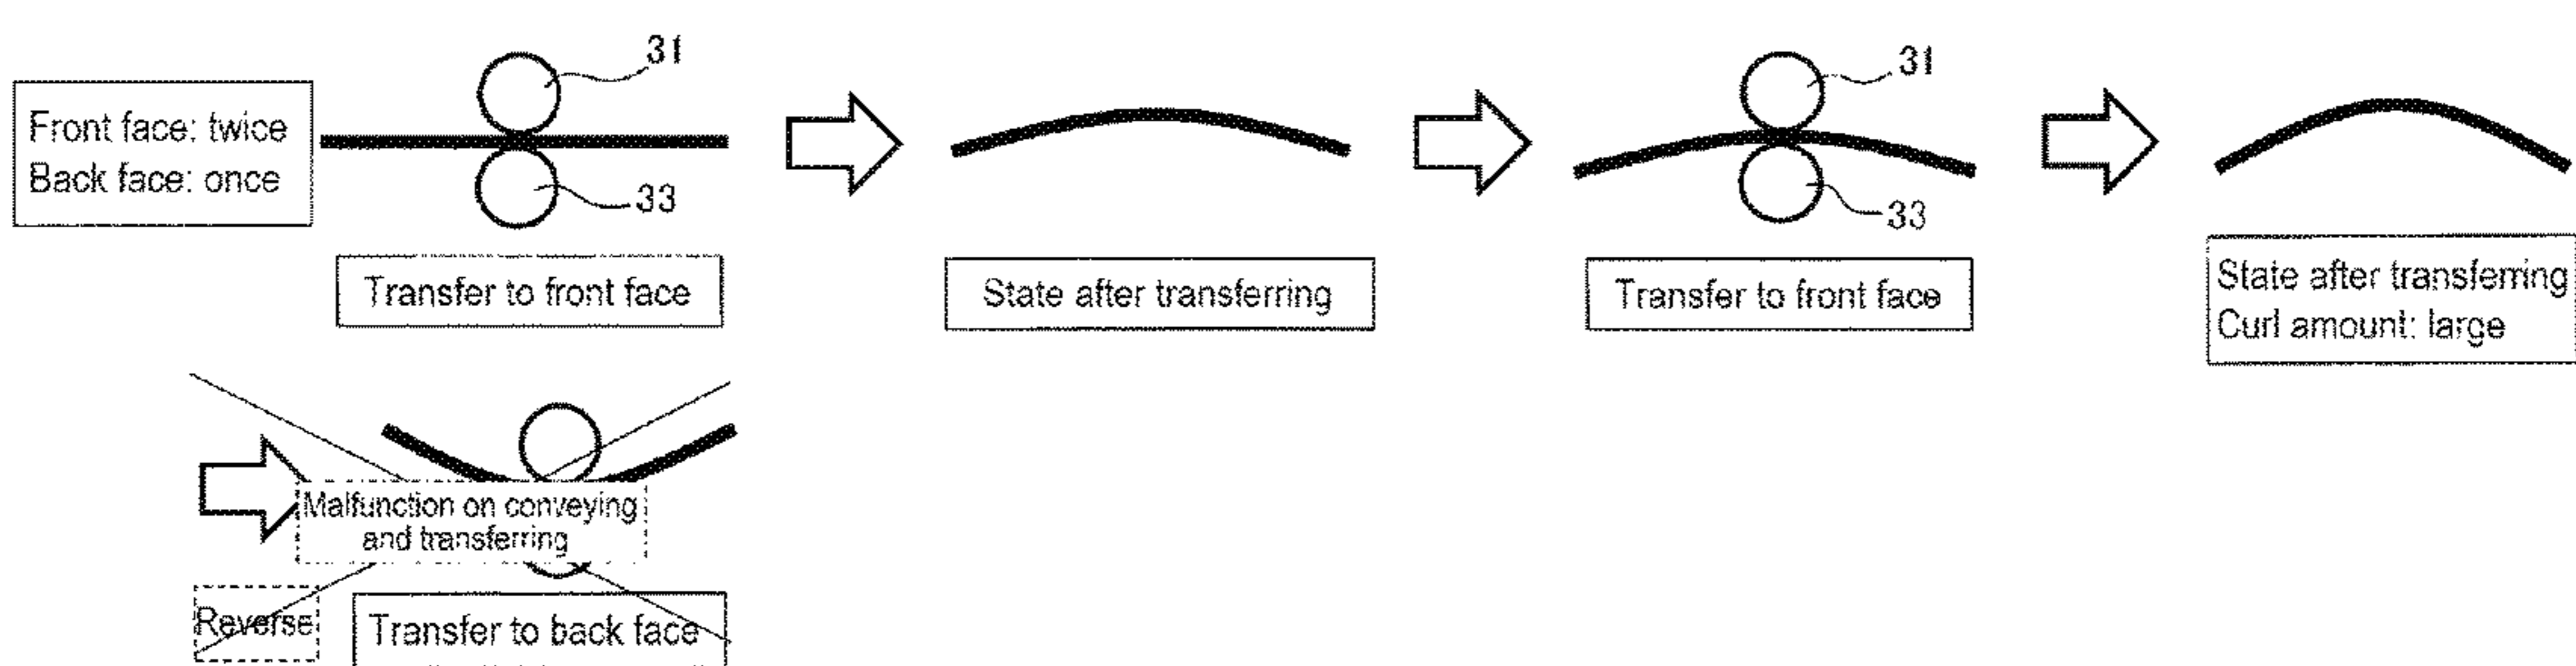 31
Front face: twice
Back face: once
33
Transfer to front face
State after transferring
31
33
Transfer to front face
State after transferring
Curl amount: large
Malfunction on conveying
and transferring
Reverse
Transfer to back face